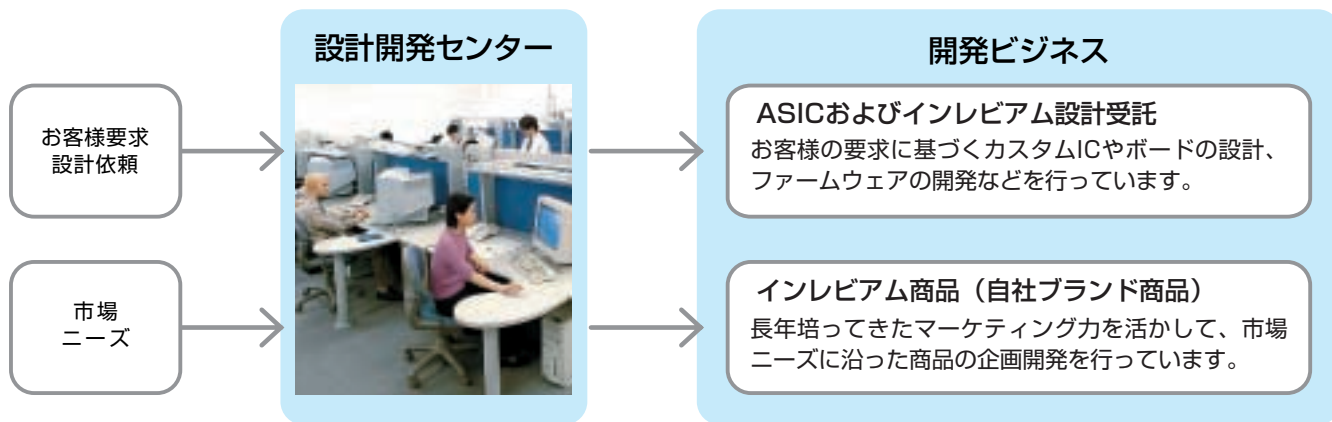 設計開発センター
開発ビジネス
お客様要求
設計依頼
ASICおよびインレビアム設計受託
お客様の要求に基づくカスタムICやボードの設計、
ファームウェアの開発などを行っています。
市場
ニーズ
インレビアム商品（自社ブランド商品）
長年培ってきたマーケティング力を活かして、市場
ニーズに沿った商品の企画開発を行っています。